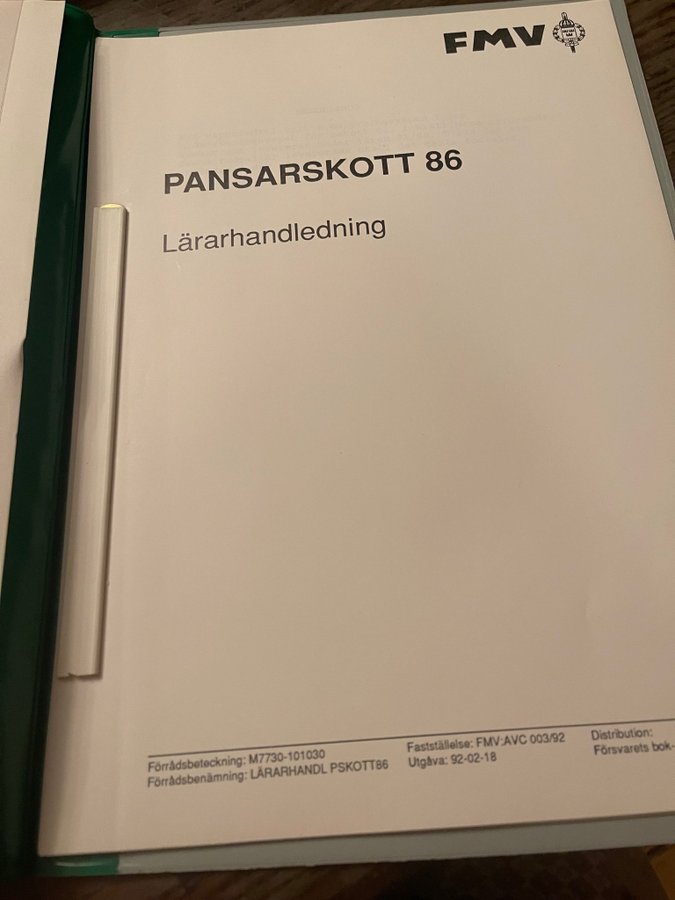 FMV
PANSARSKOTT 86
Lärarhandledning
Förrådsbeteckning: M7730-101030
Förrådsbenämning: LÄRARHANDL PSKOTT86
Fastställelse: FMV:AVC 003/92
Utgåva: 92-02-18
Distribution:
Försvarets bok-